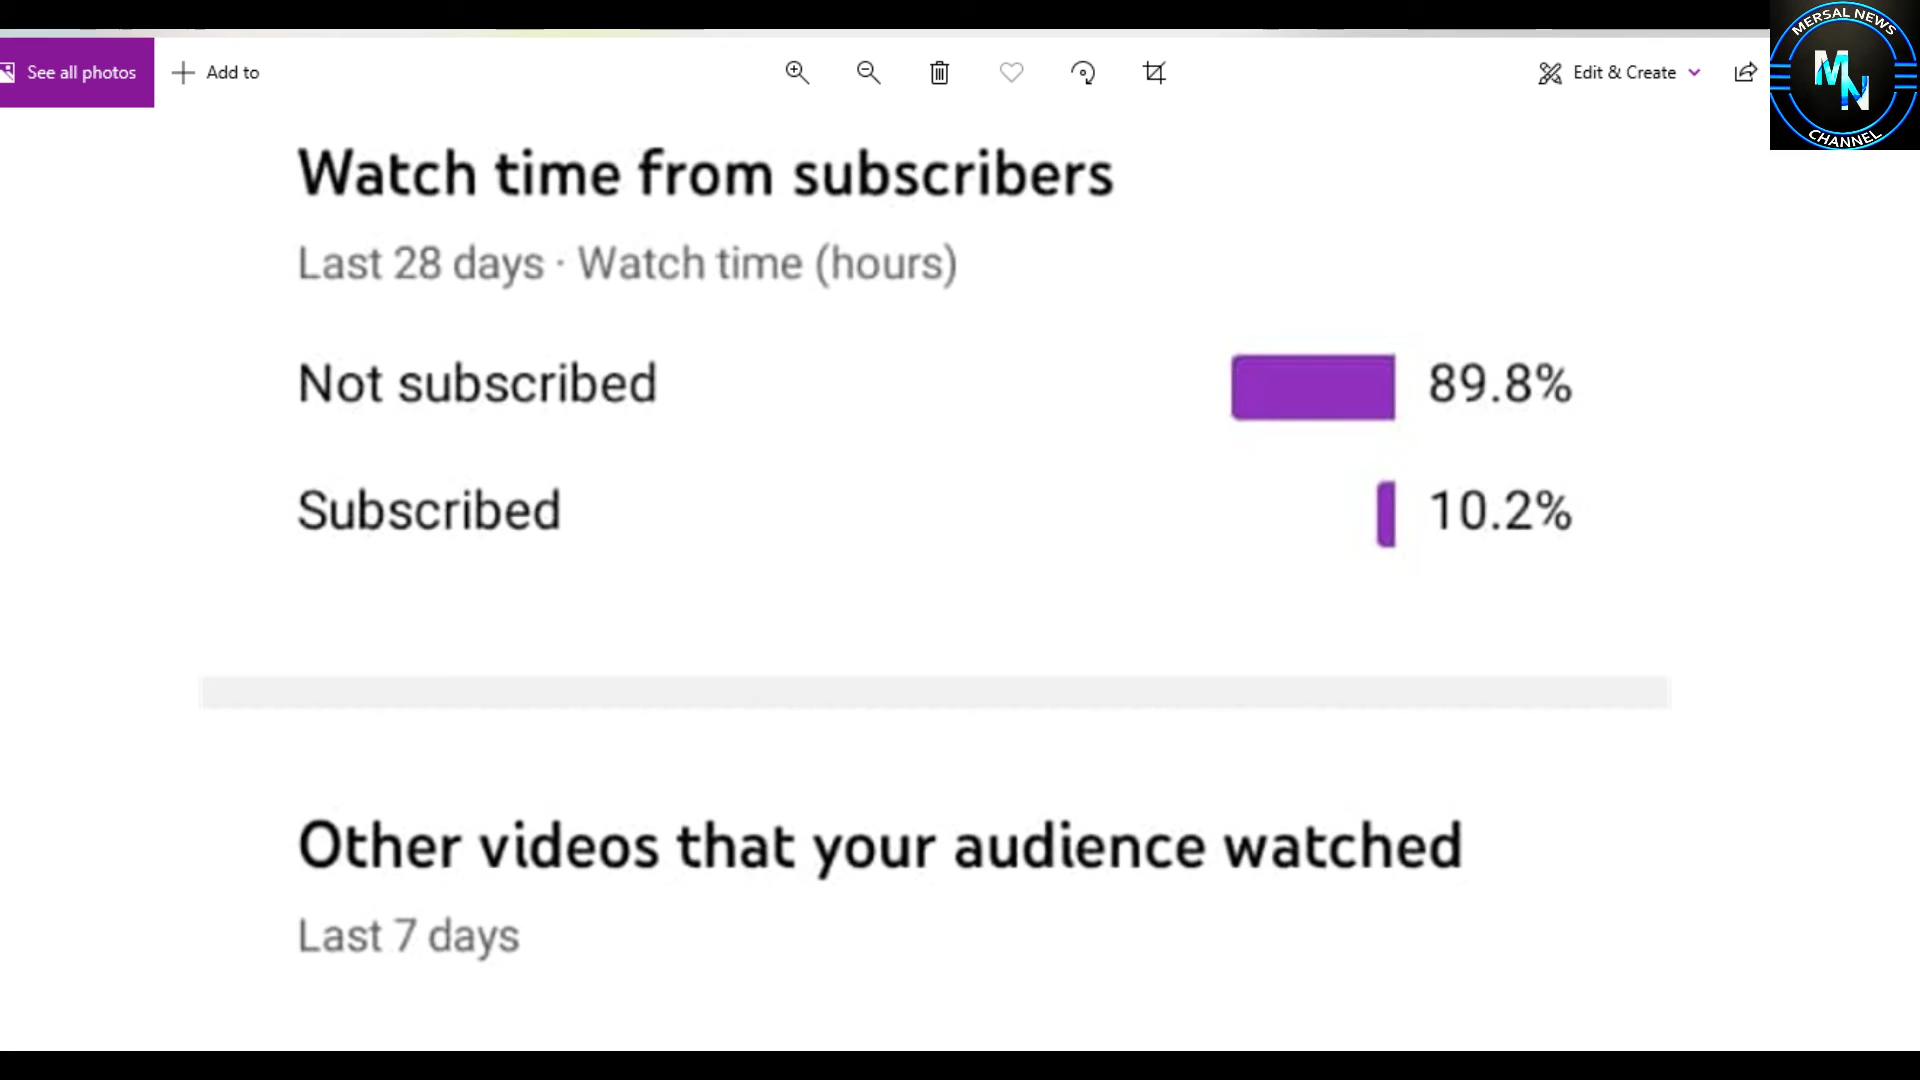 See all photos
Add to
Edit & Create
MERSAL NEWS
MN
CHANNEL
Watch time from subscribers
Last 28 days · Watch time (hours)
Not subscribed 89.8%
Subscribed 10.2%
Other videos that your audience watched
Last 7 days